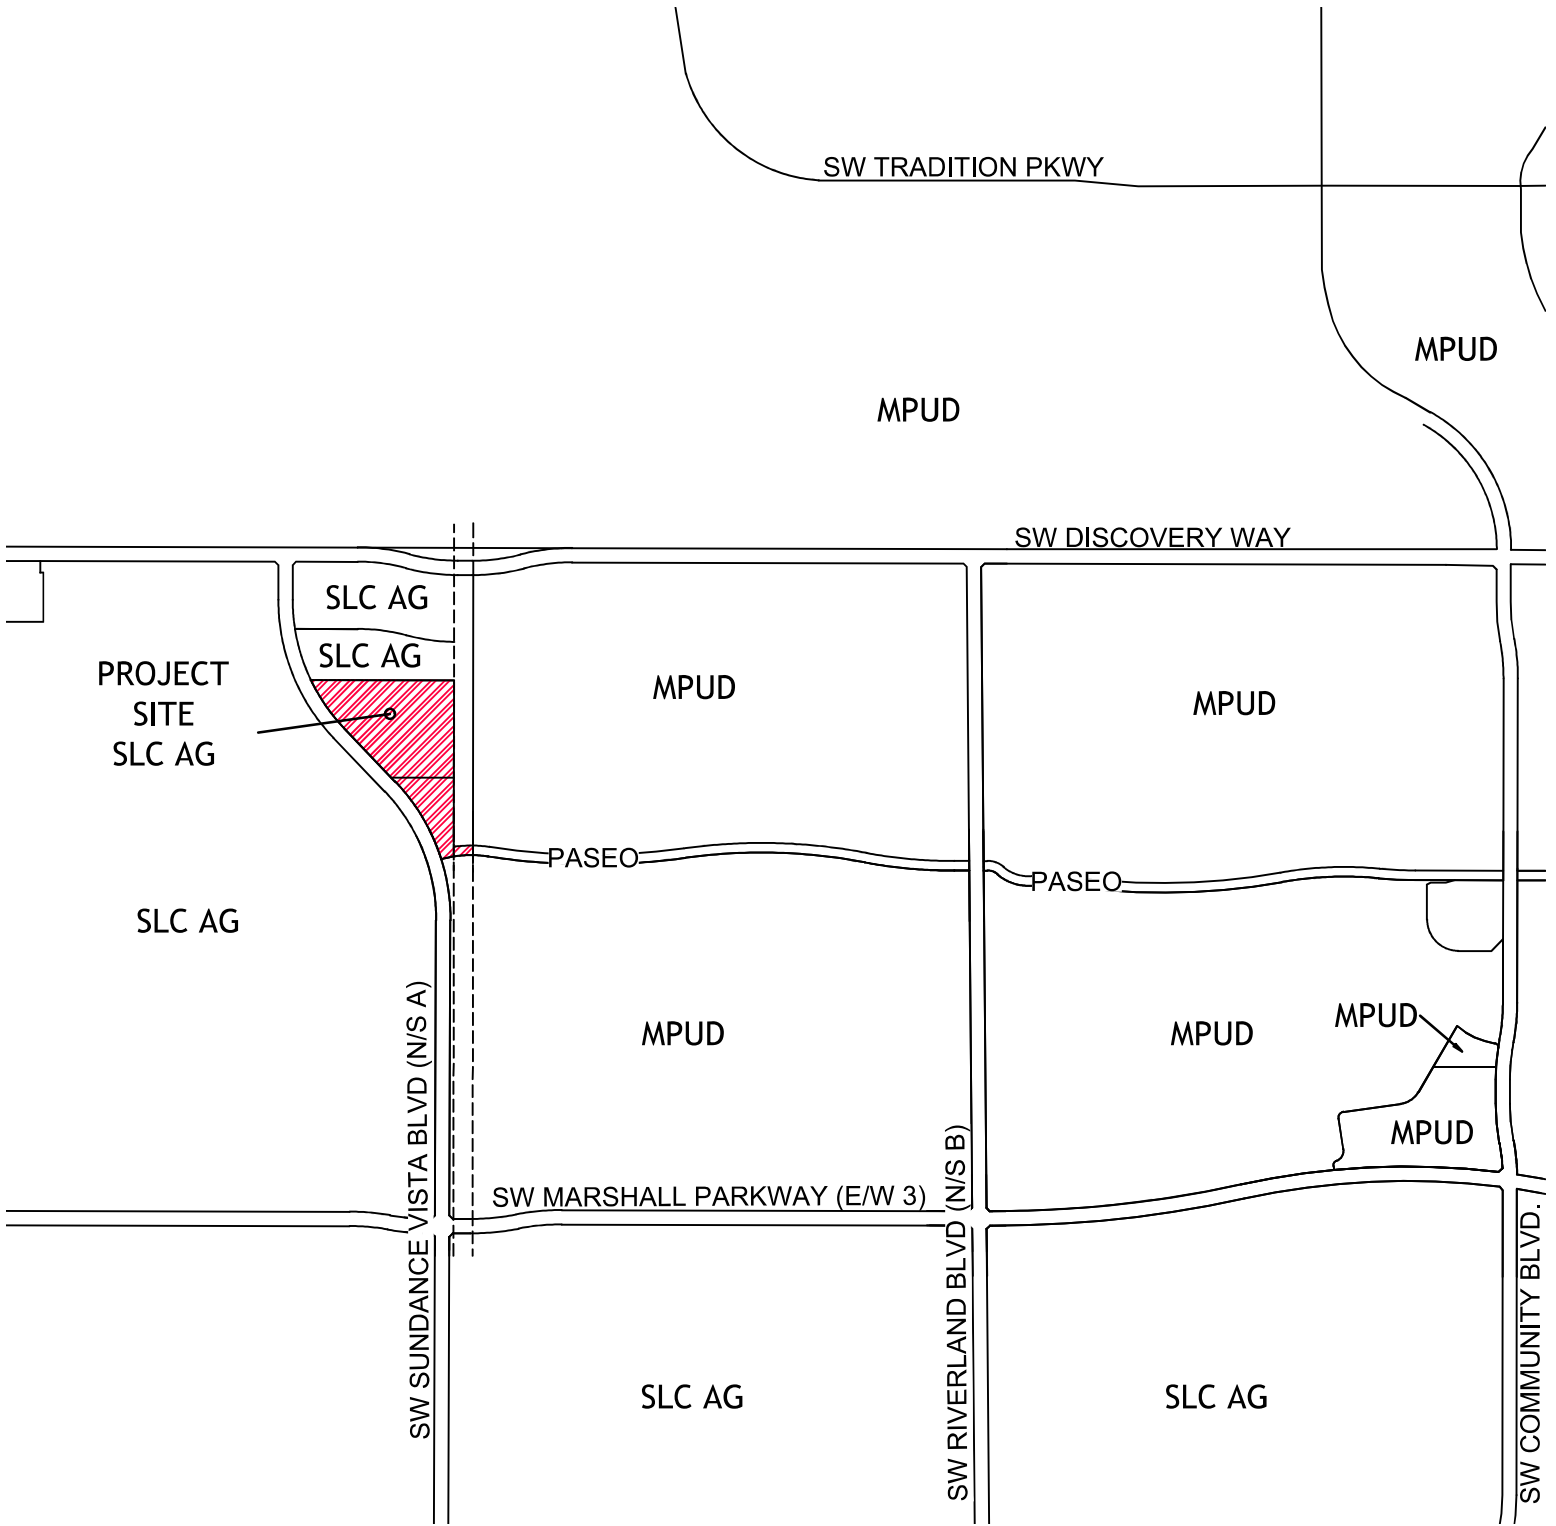 SW TRADITION PKWY
MPUD
MPUD
SW DISCOVERY WAY
SLC AG
SLC AG
PROJECT
SITE
SLC AG
MPUD
MPUD
PASEO
PASEO
SLC AG
MPUD
MPUD
MPUD
MPUD
SW SUNDANCE VISTA BLVD (N/S A)
SW MARSHALL PARKWAY (E/W 3)
SW RIVERLAND BLVD (N/S B)
SW COMMUNITY BLVD.
SLC AG
SLC AG